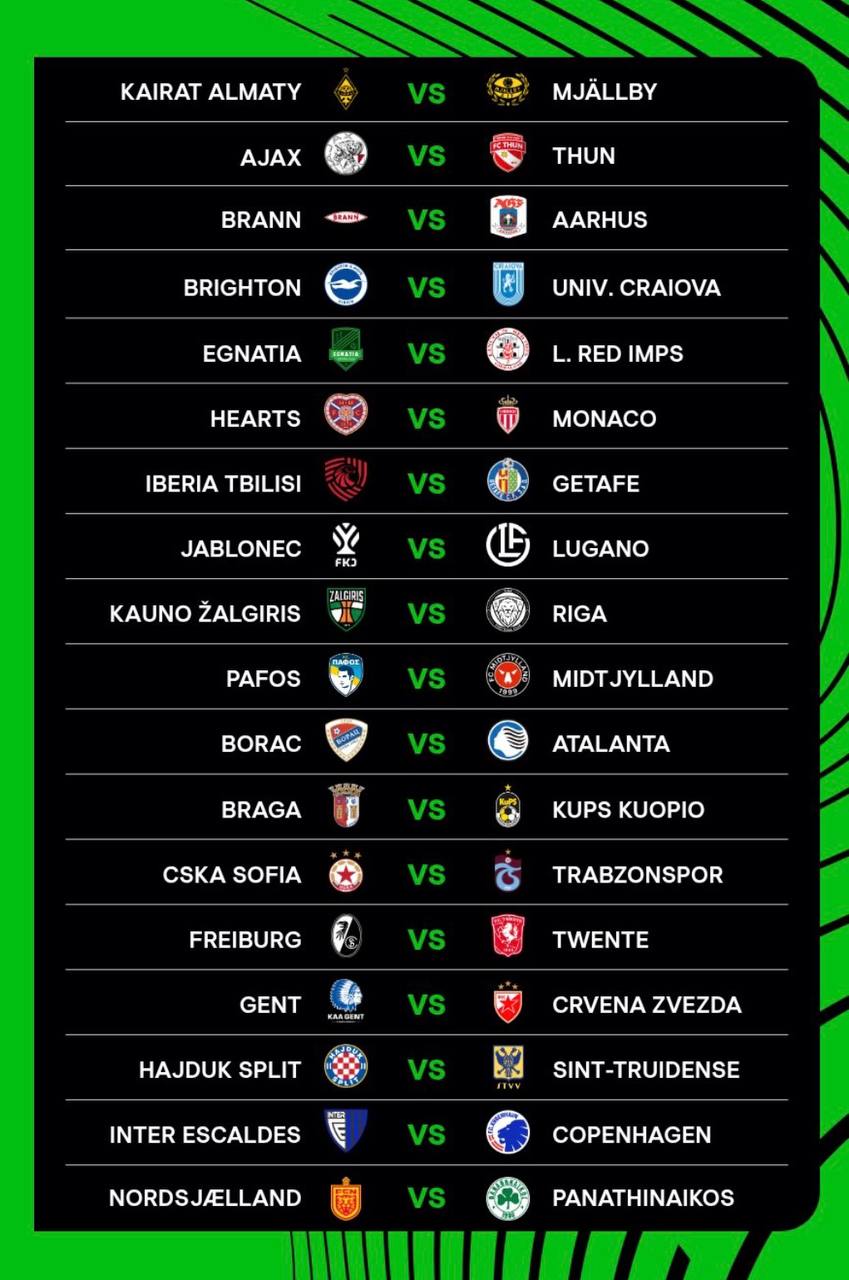 KAIRAT ALMATY VS MJÄLLBY
AJAX VS THUN
BRANN VS AARHUS
BRIGHTON VS UNIV. CRAIOVA
EGNATIA VS L. RED IMPS
HEARTS VS MONACO
IBERIA TBILISI VS GETAFE
JABLONEC VS LUGANO
KAUNO ŽALGIRIS VS RIGA
PAFOS VS MIDTJYLLAND
BORAC VS ATALANTA
BRAGA VS KUPS KUOPIO
CSKA SOFIA VS TRABZONSPOR
FREIBURG VS TWENTE
GENT VS CRVENA ZVEZDA
HAJDUK SPLIT VS SINT-TRUIDENSE
INTER ESCALDES VS COPENHAGEN
NORDSJÆLLAND VS PANATHINAIKOS